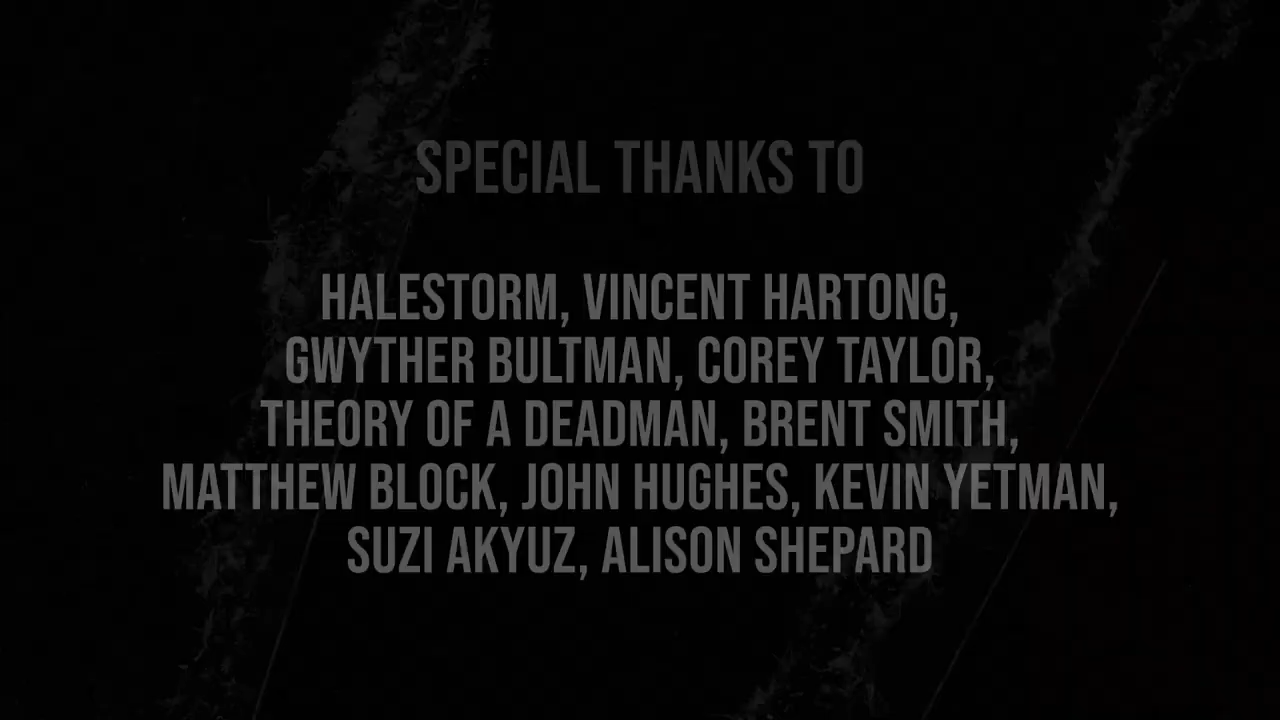 SPECIAL THANKS TO
HALESTORM, VINCENT HARTONG,
GWYTHER BULTMAN, COREY TAYLOR,
THEORY OF A DEADMAN, BRENT SMITH,
MATTHEW BLOCK, JOHN HUGHES, KEVIN YETMAN,
SUZI AKYUZ, ALISON SHEPARD